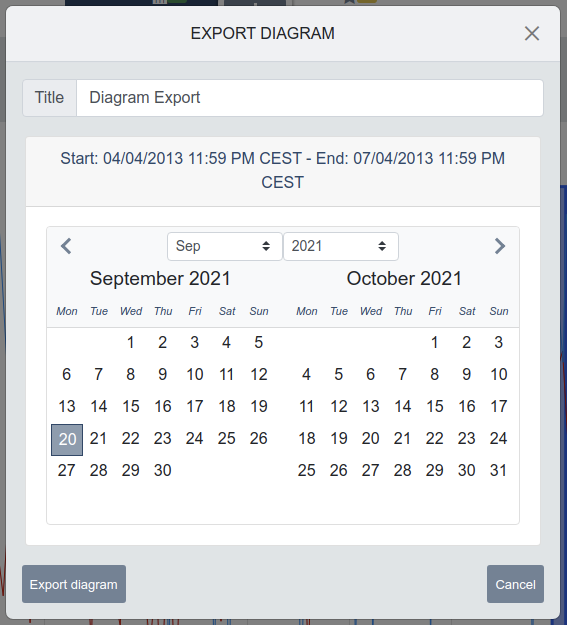 EXPORT DIAGRAM
Title Diagram Export
Start: 04/04/2013 11:59 PM CEST - End: 07/04/2013 11:59 PM
CEST
Sep 2021
September 2021 October 2021
Mon Tue Wed Thu Fri Sat Sun Mon Tue Wed Thu Fri Sat Sun
1 2 3 4 5 1 2 3
6 7 8 9 10 11 12 4 5 6 7 8 9 10
13 14 15 16 17 18 19 11 12 13 14 15 16 17
20 21 22 23 24 25 26 18 19 20 21 22 23 24
27 28 29 30 25 26 27 28 29 30 31
Export diagram Cancel